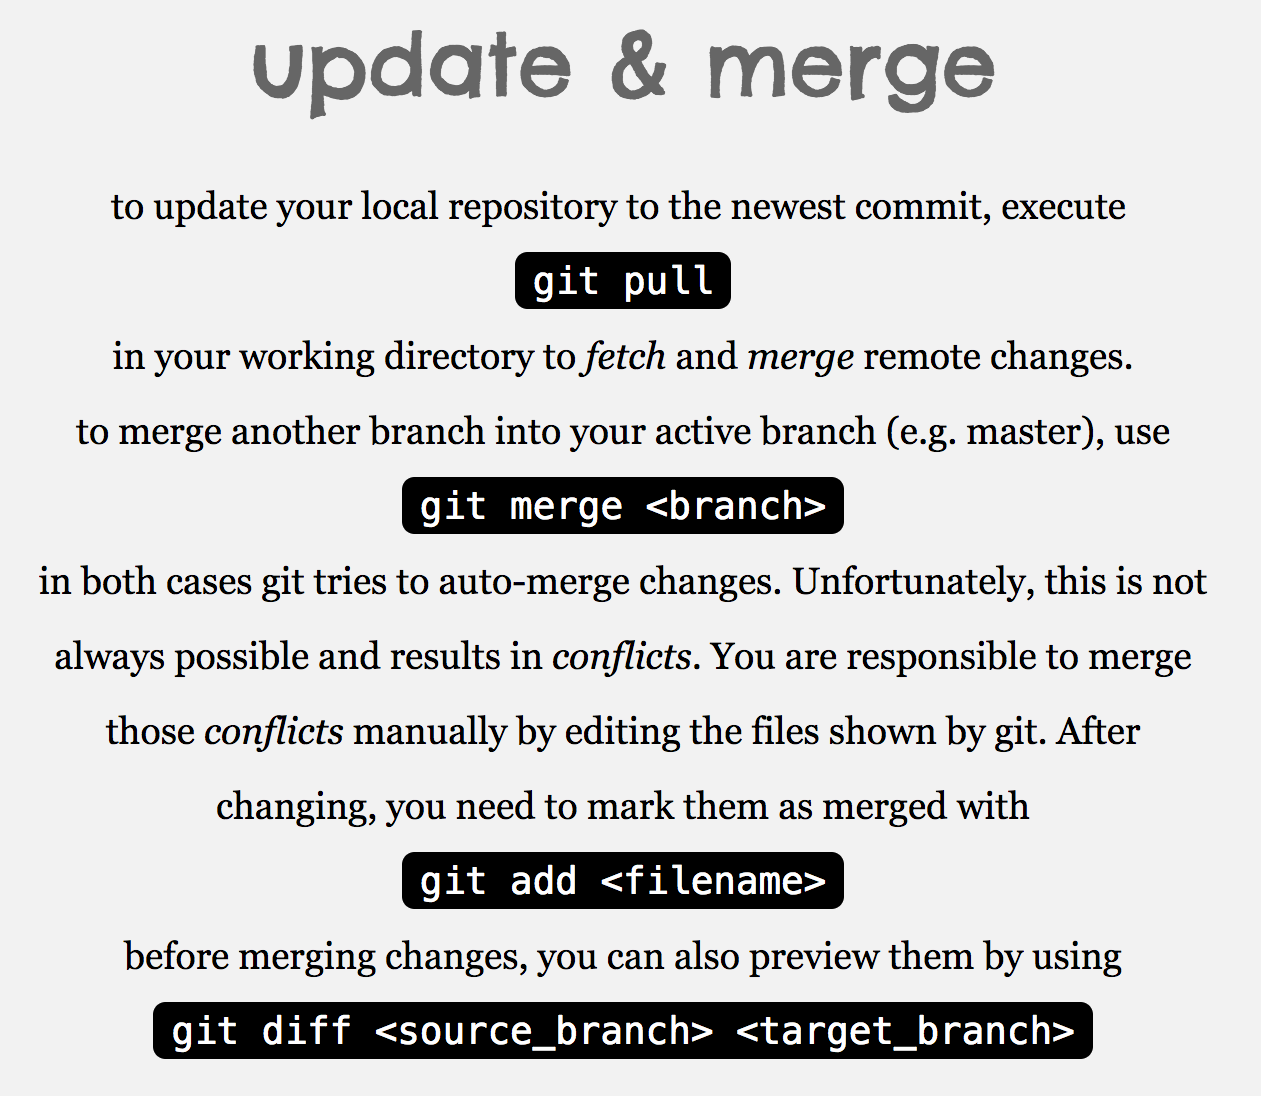 update & merge
to update your local repository to the newest commit, execute
git pull
in your working directory to fetch and merge remote changes.
to merge another branch into your active branch (e.g. master), use
git merge <branch>
in both cases git tries to auto-merge changes. Unfortunately, this is not
always possible and results in conflicts. You are responsible to merge
those conflicts manually by editing the files shown by git. After
changing, you need to mark them as merged with
git add <filename>
before merging changes, you can also preview them by using
git diff <source_branch> <target_branch>